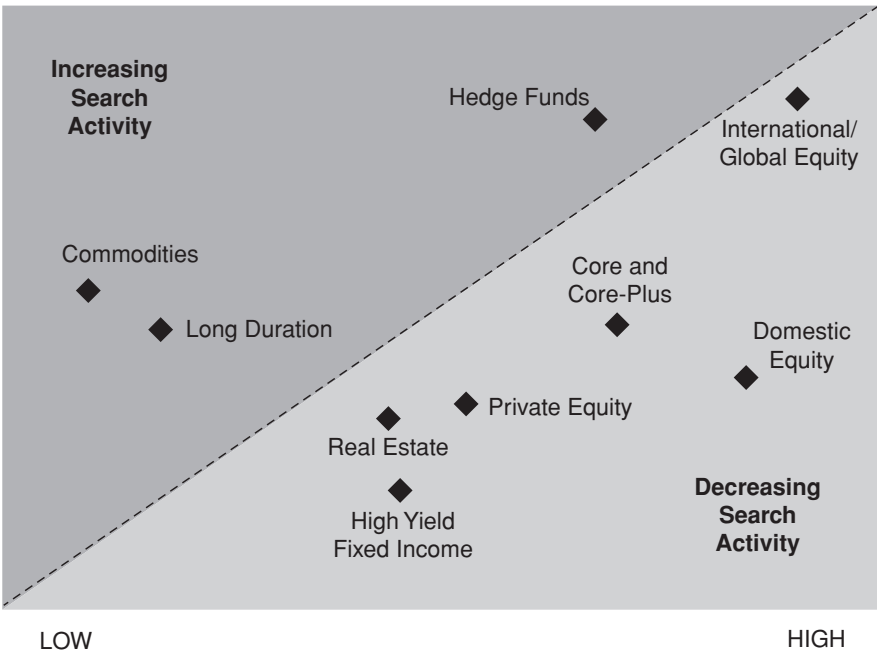 Increasing
Search
Activity
Hedge Funds
International/
Global Equity
Commodities
Long Duration
Core and
Core-Plus
Domestic
Equity
Private Equity
Real Estate
High Yield
Fixed Income
Decreasing
Search
Activity
LOW
HIGH